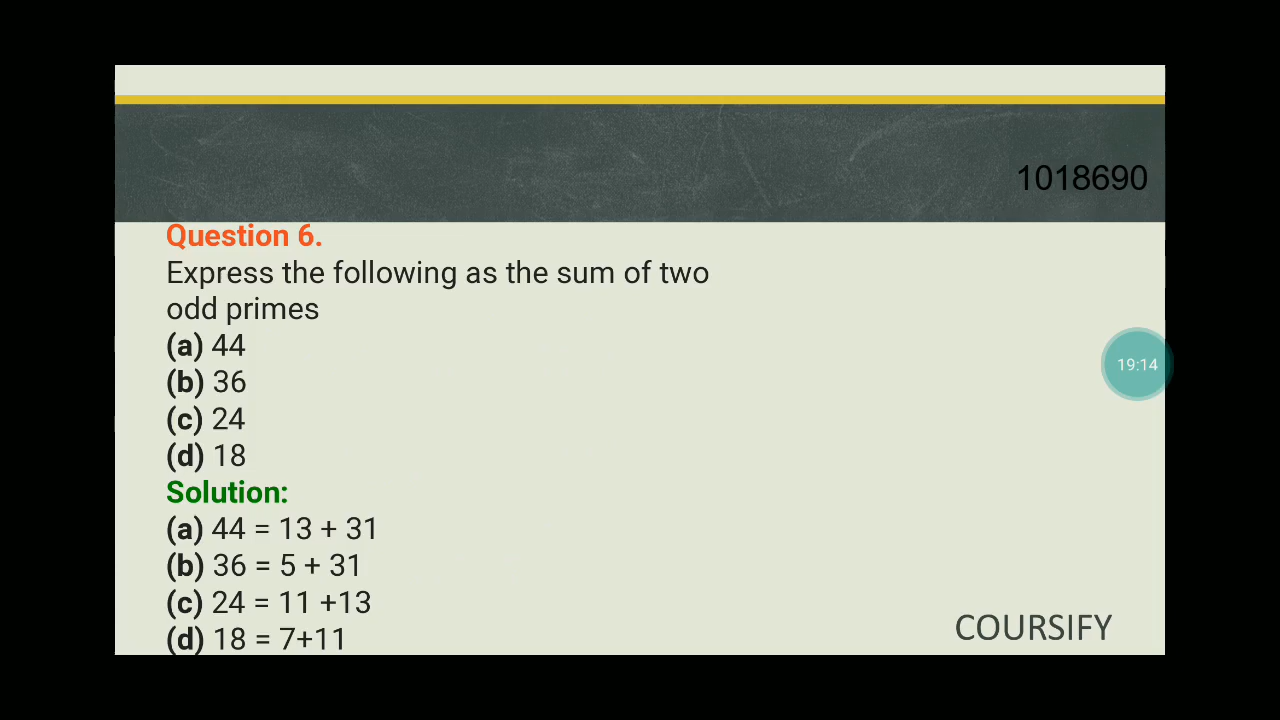 1018690
Question 6.
Express the following as the sum of two
odd primes
(a) 44
(b) 36
(c) 24
(d) 18
Solution:
(a) 44 = 13 + 31
(b) 36 = 5 + 31
(c) 24 = 11 +13
(d) 18 = 7+11
19:14
COURSIFY